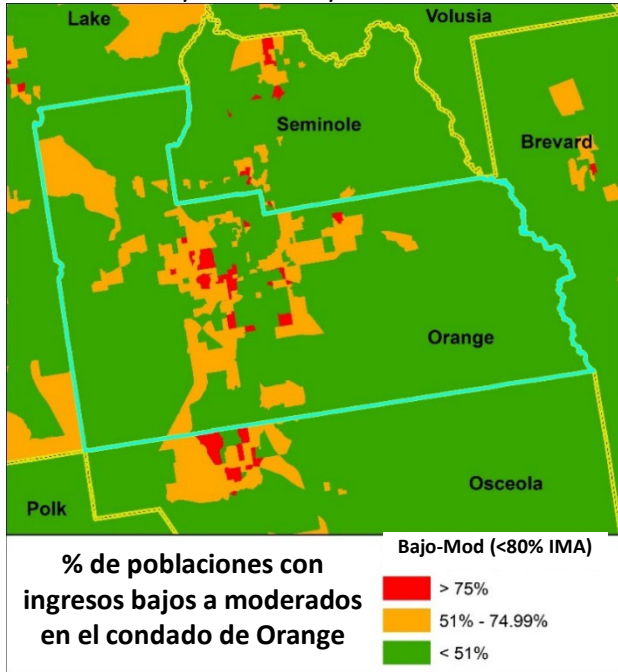 Lake
Volusia
Seminole
Brevard
Orange
Osceola
Polk
% de poblaciones con
ingresos bajos a moderados
en el condado de Orange
Bajo-Mod (<80% IMA)
> 75%
51% - 74.99%
< 51%